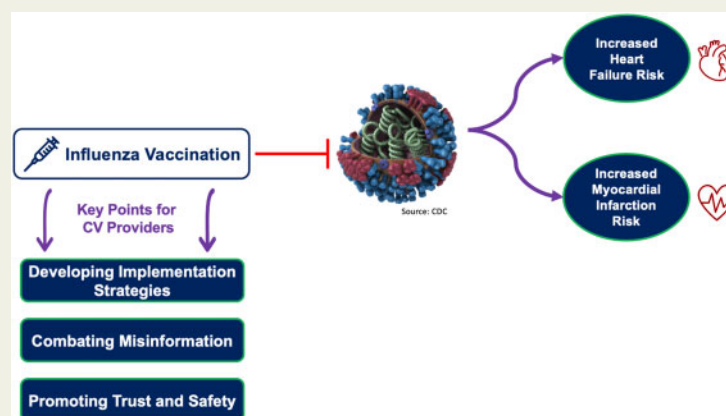 Increased
Heart
Failure Risk
Influenza Vaccination
Source: CDC
Increased
Myocardial
Infarction
Risk
Key Points for
CV Providers
Developing Implementation
Strategies
Combating Misinformation
Promoting Trust and Safety